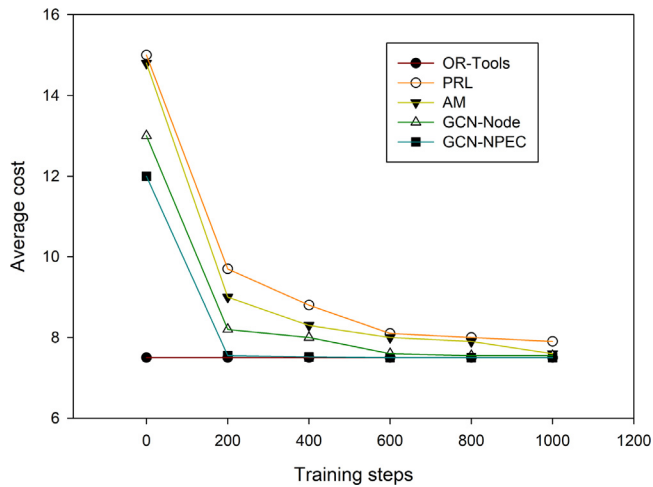 16
14
12
10
8
6
Average cost
OR-Tools
PRL
AM
GCN-Node
GCN-NPEC
0 200 400 600 800 1000 1200
Training steps